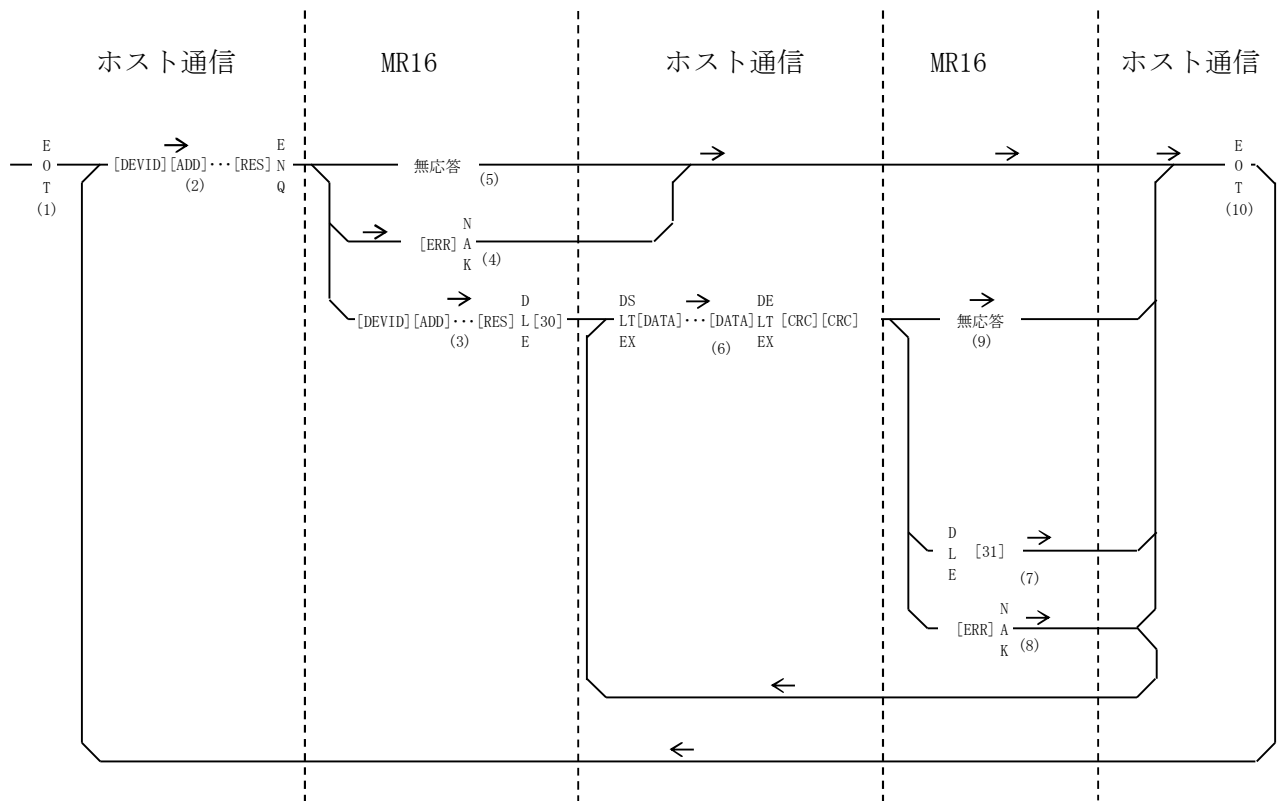 ホスト通信 MR16 ホスト通信 MR16 ホスト通信
E
O
T
(1)
[DEVID][ADD]・・・[RES]
E
N
Q
(2)
無応答
(5)
E
O
T
(10)
[ERR]
N
A
K
(4)
[DEVID][ADD]・・・[RES]
D
L
E
[30]
(3)
DS
LT[DATA]・・・[DATA]
EX
DE
LT
EX
[CRC][CRC]
(6)
無応答
(9)
D
L
E
[31]
(7)
[ERR]
N
A
K
(8)